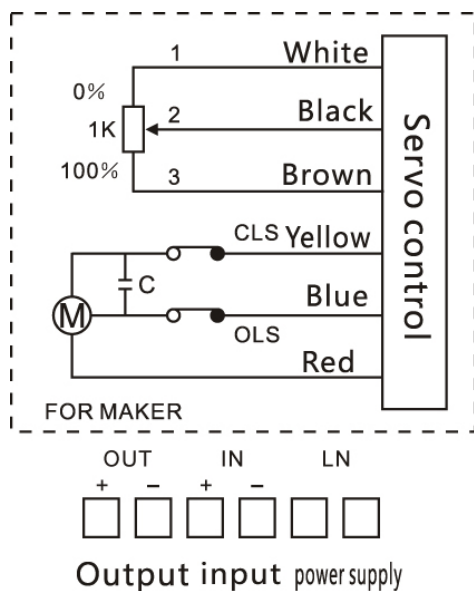 1 White
0%
1K 2 Black
100%
3 Brown
CLS Yellow
C
M Blue
OLS
Red
Servo control
FOR MAKER
OUT IN LN
+ − + −
Output input power supply